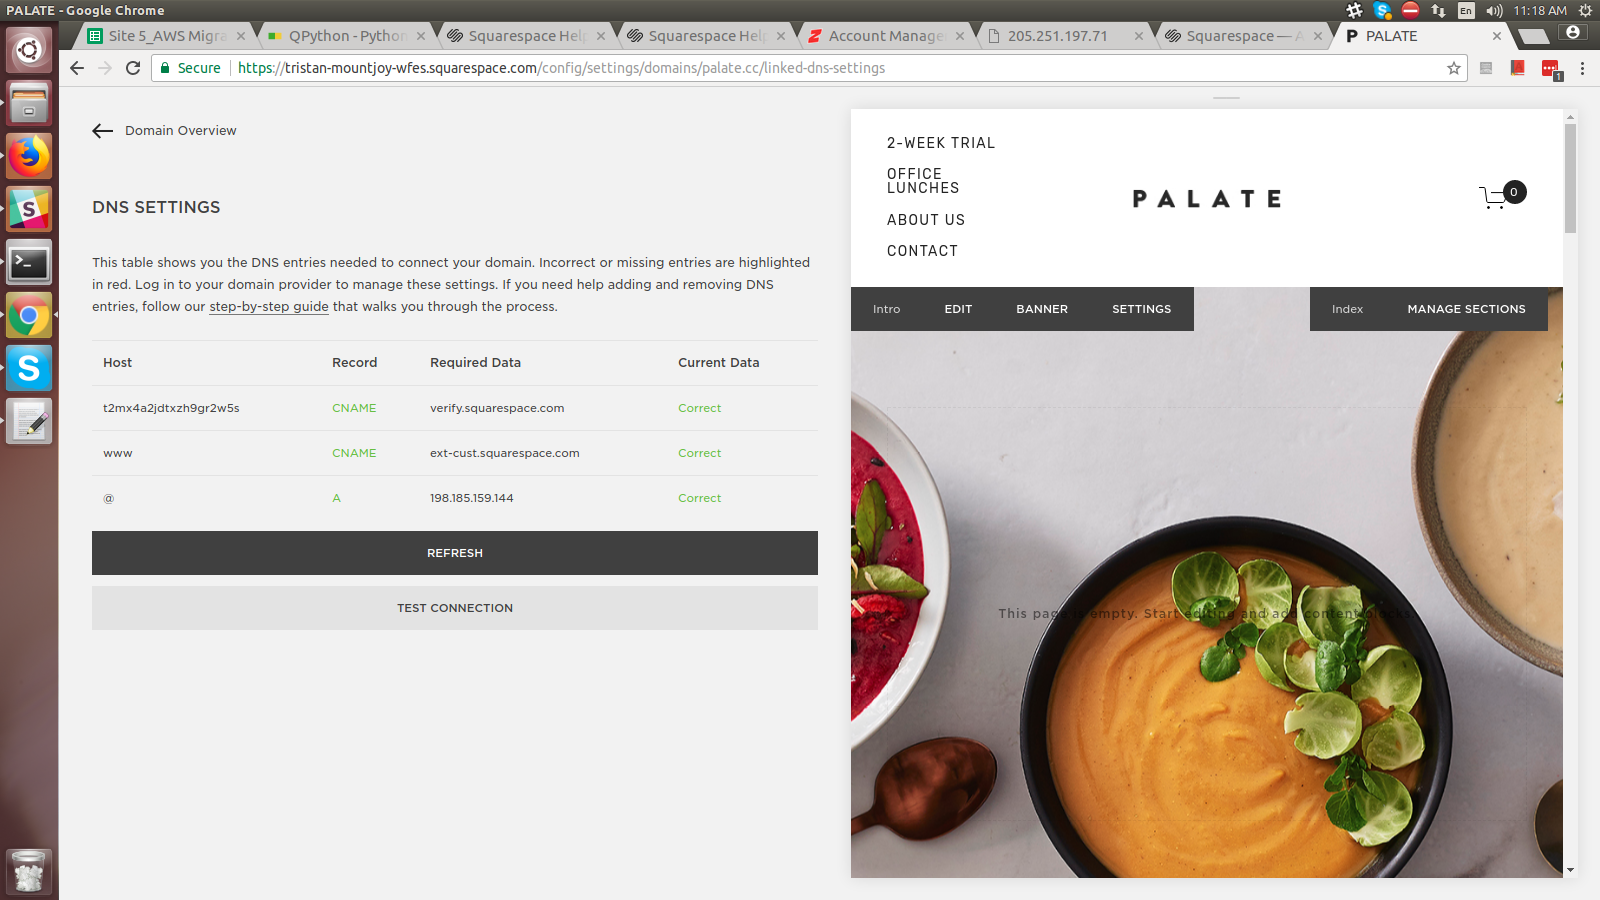 PALATE - Google Chrome
En
11:18 AM
Site 5_AWS Migra
QPython - Python
Squarespace Help
Squarespace Help
Account Manage
205.251.197.71
Squarespace — A
PALATE
Secure
https://tristan-mountjoy-wfes.squarespace.com/config/settings/domains/palate.cc/linked-dns-settings
1
Domain Overview
DNS SETTINGS
This table shows you the DNS entries needed to connect your domain. Incorrect or missing entries are highlighted
in red. Log in to your domain provider to manage these settings. If you need help adding and removing DNS
entries, follow our step-by-step guide that walks you through the process.
Host Record Required Data Current Data
t2mx4a2jdtxzh9gr2w5s CNAME verify.squarespace.com Correct
www CNAME ext-cust.squarespace.com Correct
@ A 198.185.159.144 Correct
REFRESH
TEST CONNECTION
2-WEEK TRIAL
OFFICE
LUNCHES
ABOUT US
CONTACT
PALATE
0
Intro EDIT BANNER SETTINGS
Index MANAGE SECTIONS
This page is empty. Start editing and add content blocks.